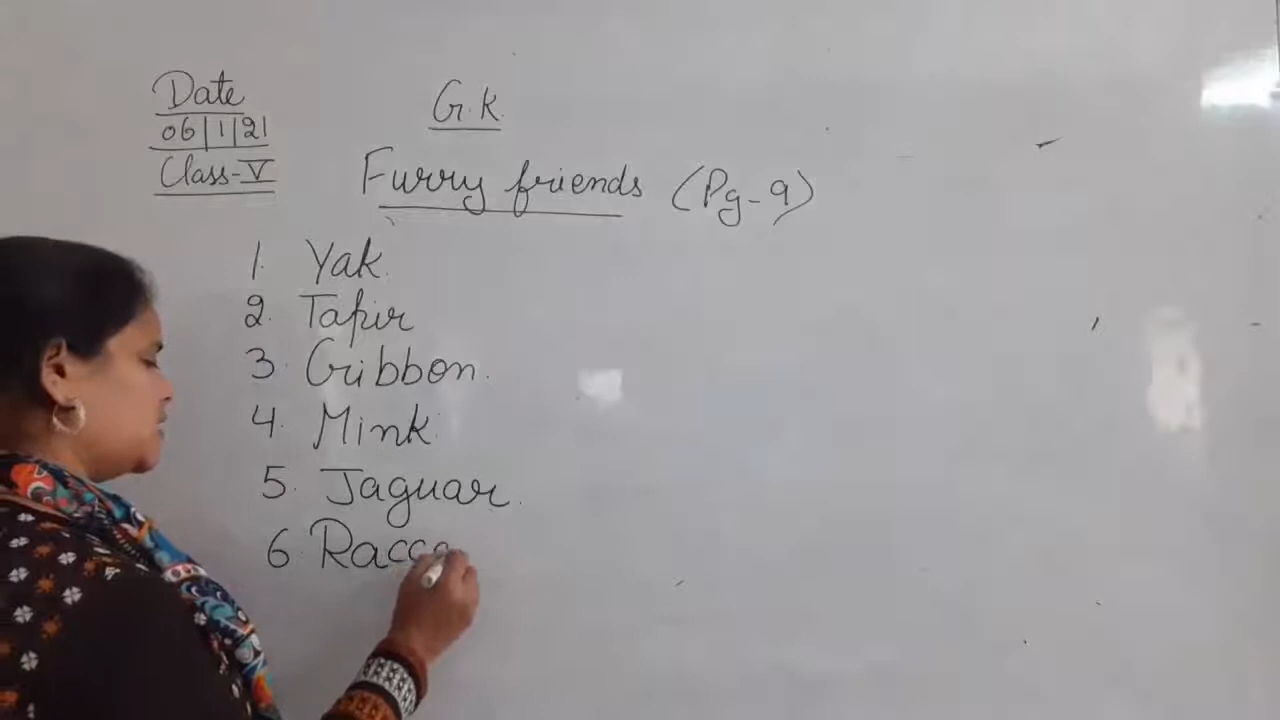 Date
06/1/21
Class-V
G.K.
Furry friends (Pg-9)
1. Yak.
2. Tapir
3. Gibbon.
4. Mink.
5. Jaguar.
6. Racco